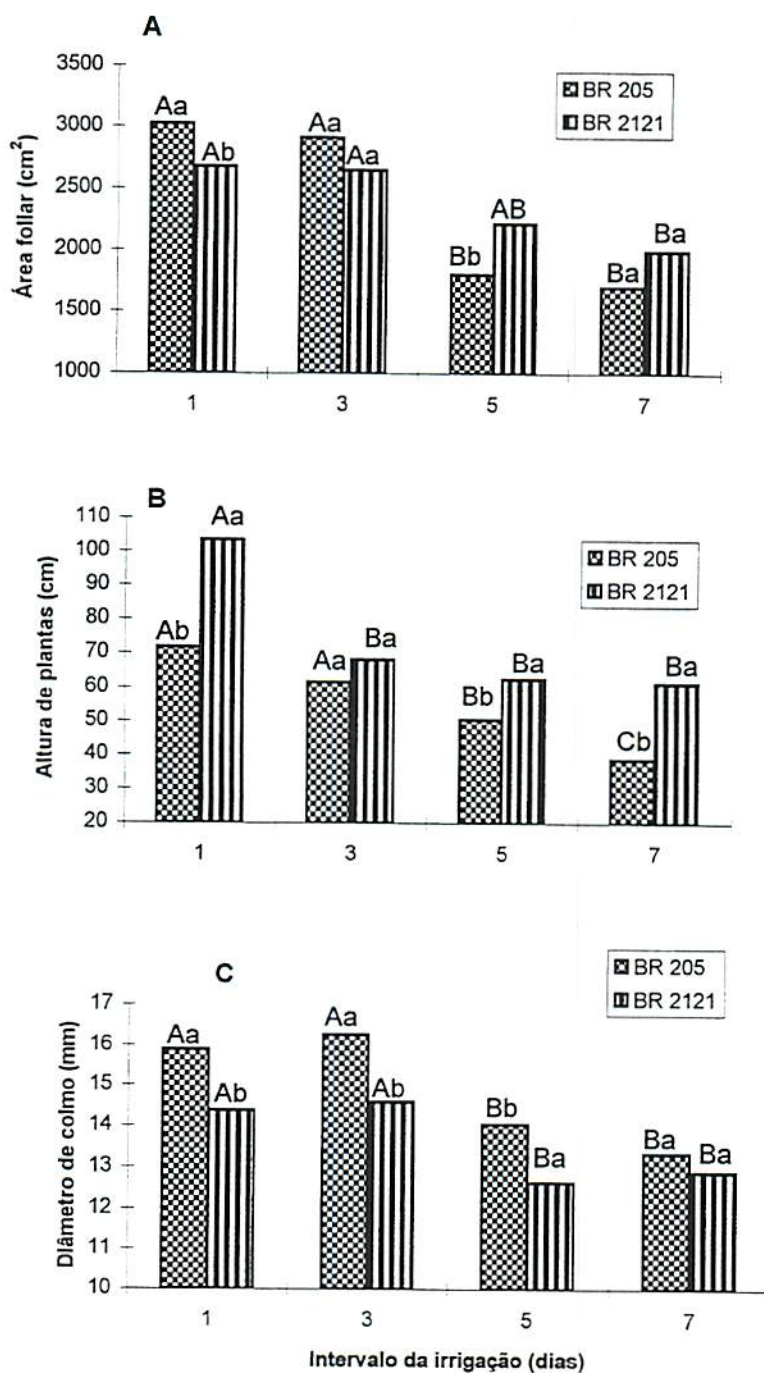 A
Área follar (cm²)
3500
3000
2500
2000
1500
1000
BR 205
BR 2121
Aa
Ab
Aa
Aa
Bb
AB
Ba
Ba
1 3 5 7
B
Altura de plantas (cm)
110
100
90
80
70
60
50
40
30
20
BR 205
BR 2121
Ab
Aa
Aa
Ba
Bb
Ba
Cb
Ba
1 3 5 7
C
DIâmetro de colmo (mm)
17
16
15
14
13
12
11
10
BR 205
BR 2121
Aa
Ab
Aa
Ab
Bb
Ba
Ba
Ba
1 3 5 7
Intervalo da irrigação (dias)